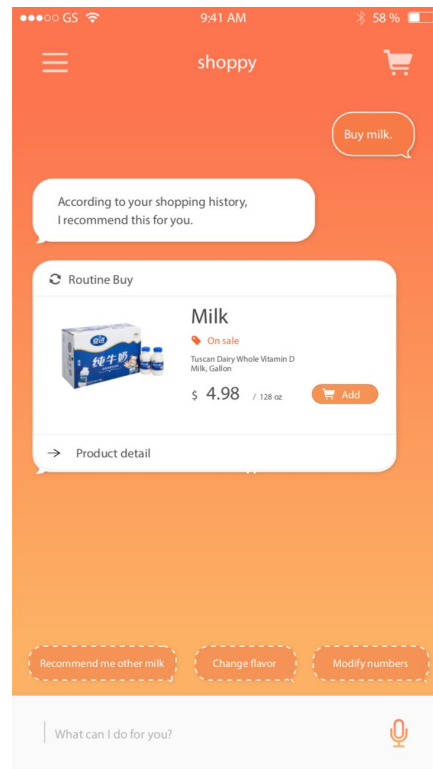 GS 9:41 AM 58 %
shoppy
Buy milk.
According to your shopping history,
I recommend this for you.
Routine Buy
Milk
On sale
Tuscan Dairy Whole Vitamin D
Milk, Gallon
$ 4.98 / 128 oz
Add
纯牛奶
Product detail
Recommend me other milk
Change flavor
Modify numbers
What can I do for you?